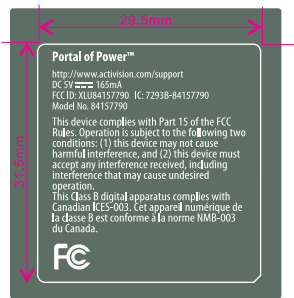 29.5mm
31.5mm
Portal of Power™
http://www.activision.com/support
DC 5V 165mA
FCC ID: XLU84157790 IC: 7293B-84157790
Model No. 84157790
This device complies with Part 15 of the FCC
Rules. Operation is subject to the following two
conditions: (1) this device may not cause
harmful interference, and (2) this device must
accept any interference received, including
interference that may cause undesired
operation.
This Class B digital apparatus complies with
Canadian ICES-003. Cet appareil numérique de
la classe B est conforme à la norme NMB-003
du Canada.
FC